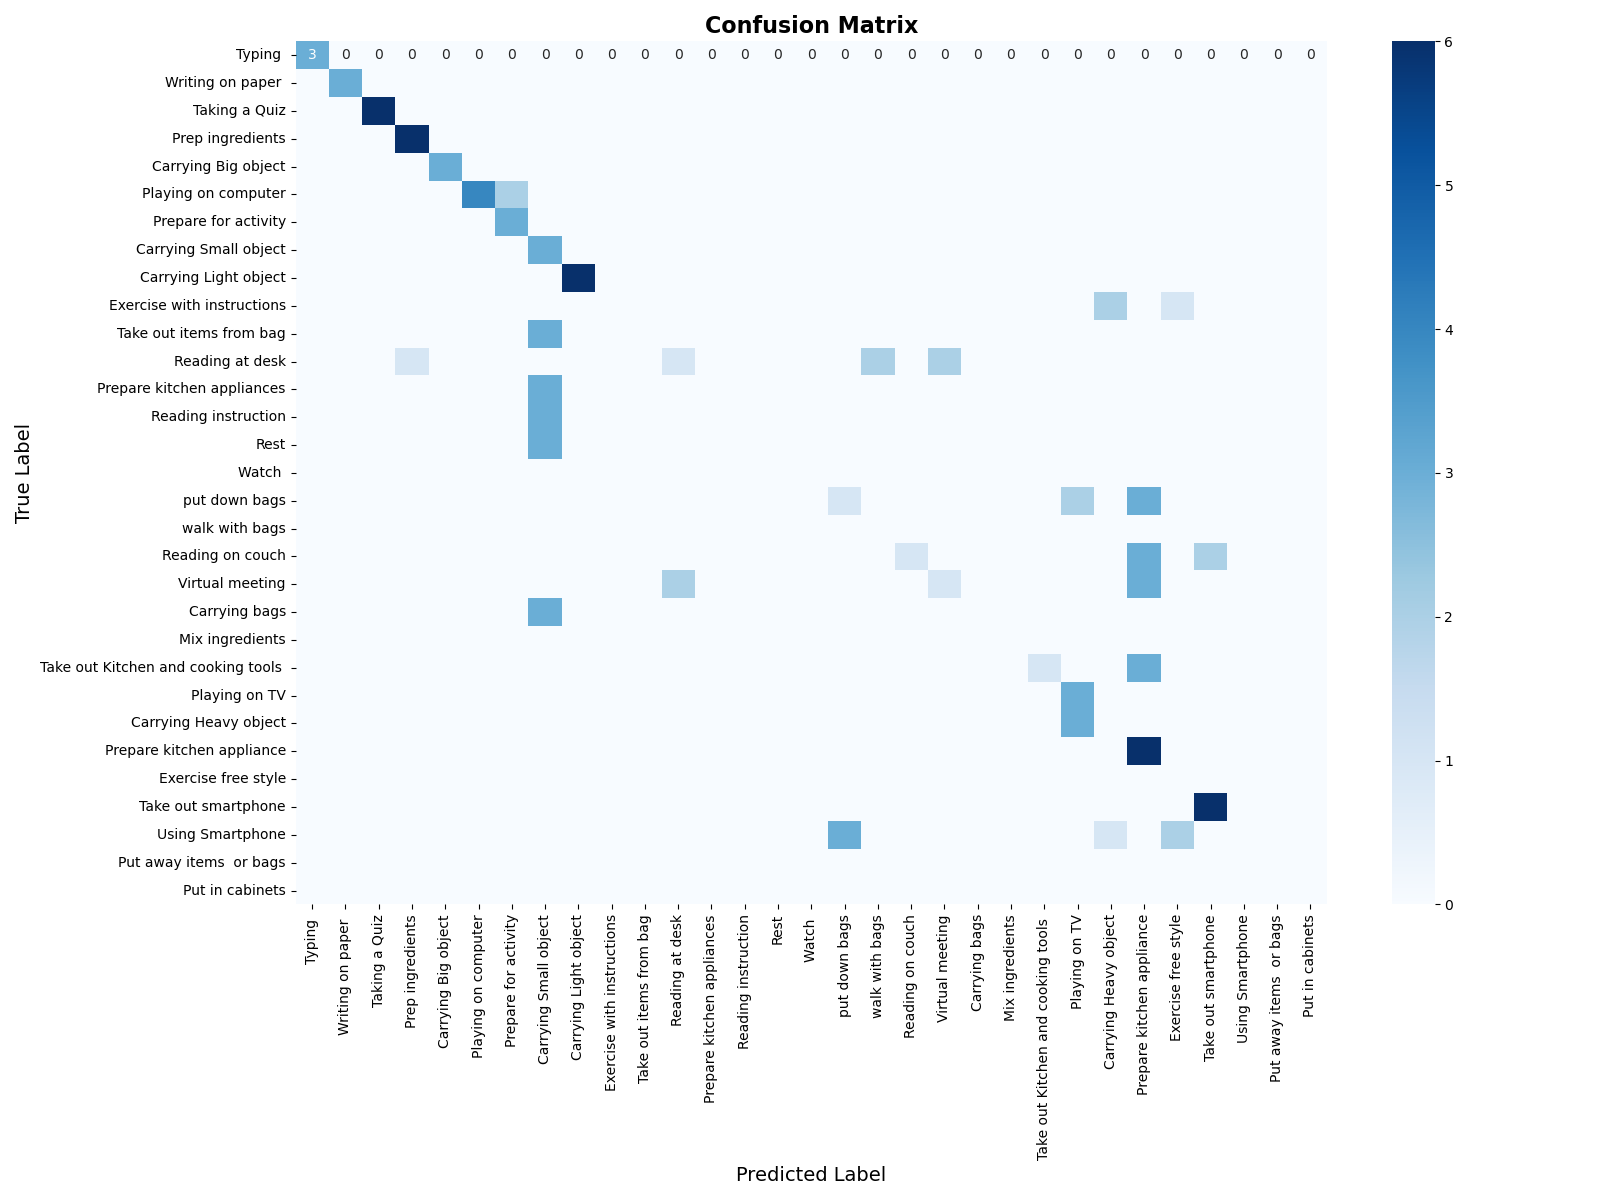 Confusion Matrix
Typing 3 0 0 0 0 0 0 0 0 0 0 0 0 0 0 0 0 0 0 0 0 0 0 0 0 0 0 0 0 0 0
Writing on paper
Taking a Quiz
Prep ingredients
Carrying Big object
Playing on computer
Prepare for activity
Carrying Small object
Carrying Light object
Exercise with instructions
Take out items from bag
Reading at desk
Prepare kitchen appliances
Reading instruction
Rest
Watch
put down bags
walk with bags
Reading on couch
Virtual meeting
Carrying bags
Mix ingredients
Take out Kitchen and cooking tools
Playing on TV
Carrying Heavy object
Prepare kitchen appliance
Exercise free style
Take out smartphone
Using Smartphone
Put away items  or bags
Put in cabinets
True Label
Typing
Writing on paper
Taking a Quiz
Prep ingredients
Carrying Big object
Playing on computer
Prepare for activity
Carrying Small object
Carrying Light object
Exercise with instructions
Take out items from bag
Reading at desk
Prepare kitchen appliances
Reading instruction
Rest
Watch
put down bags
walk with bags
Reading on couch
Virtual meeting
Carrying bags
Mix ingredients
Take out Kitchen and cooking tools
Playing on TV
Carrying Heavy object
Prepare kitchen appliance
Exercise free style
Take out smartphone
Using Smartphone
Put away items  or bags
Put in cabinets
Predicted Label
6
5
4
3
2
1
0